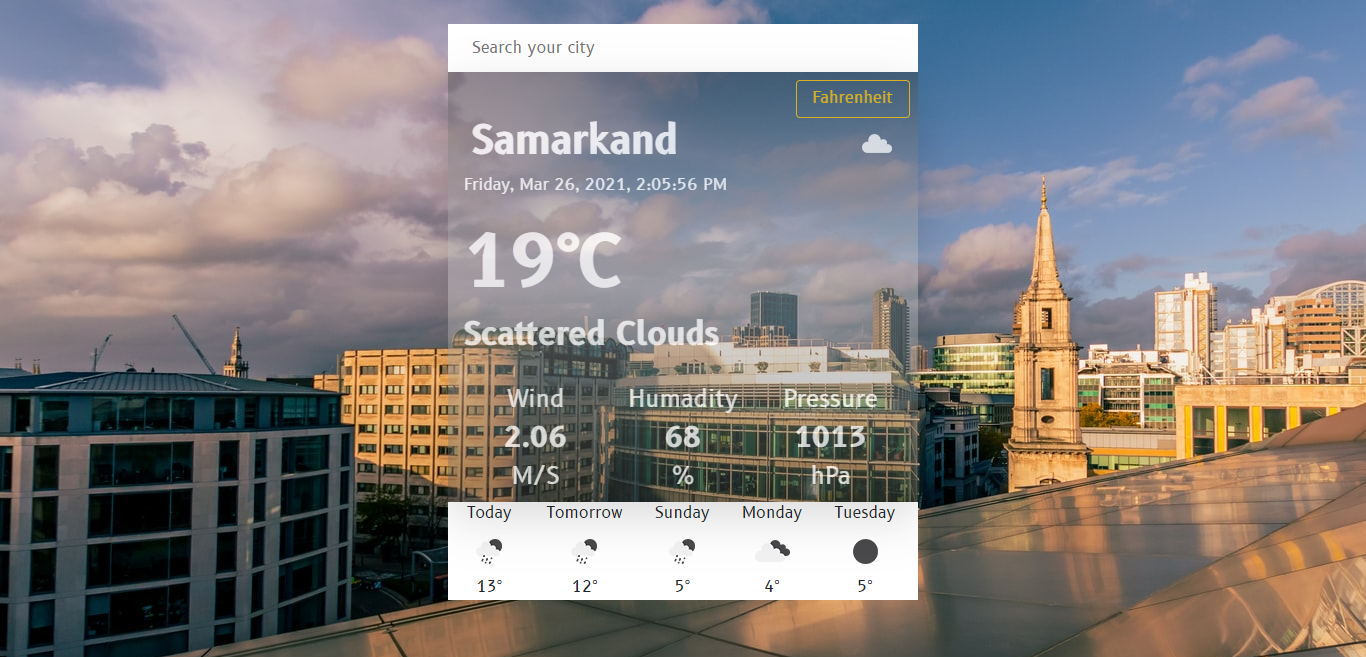 Search your city
Fahrenheit
Samarkand
Friday, Mar 26, 2021, 2:05:56 PM
19°C
Scattered Clouds
Wind Humadity Pressure
2.06 68 1013
M/S % hPa
Today Tomorrow Sunday Monday Tuesday
13° 12° 5° 4° 5°